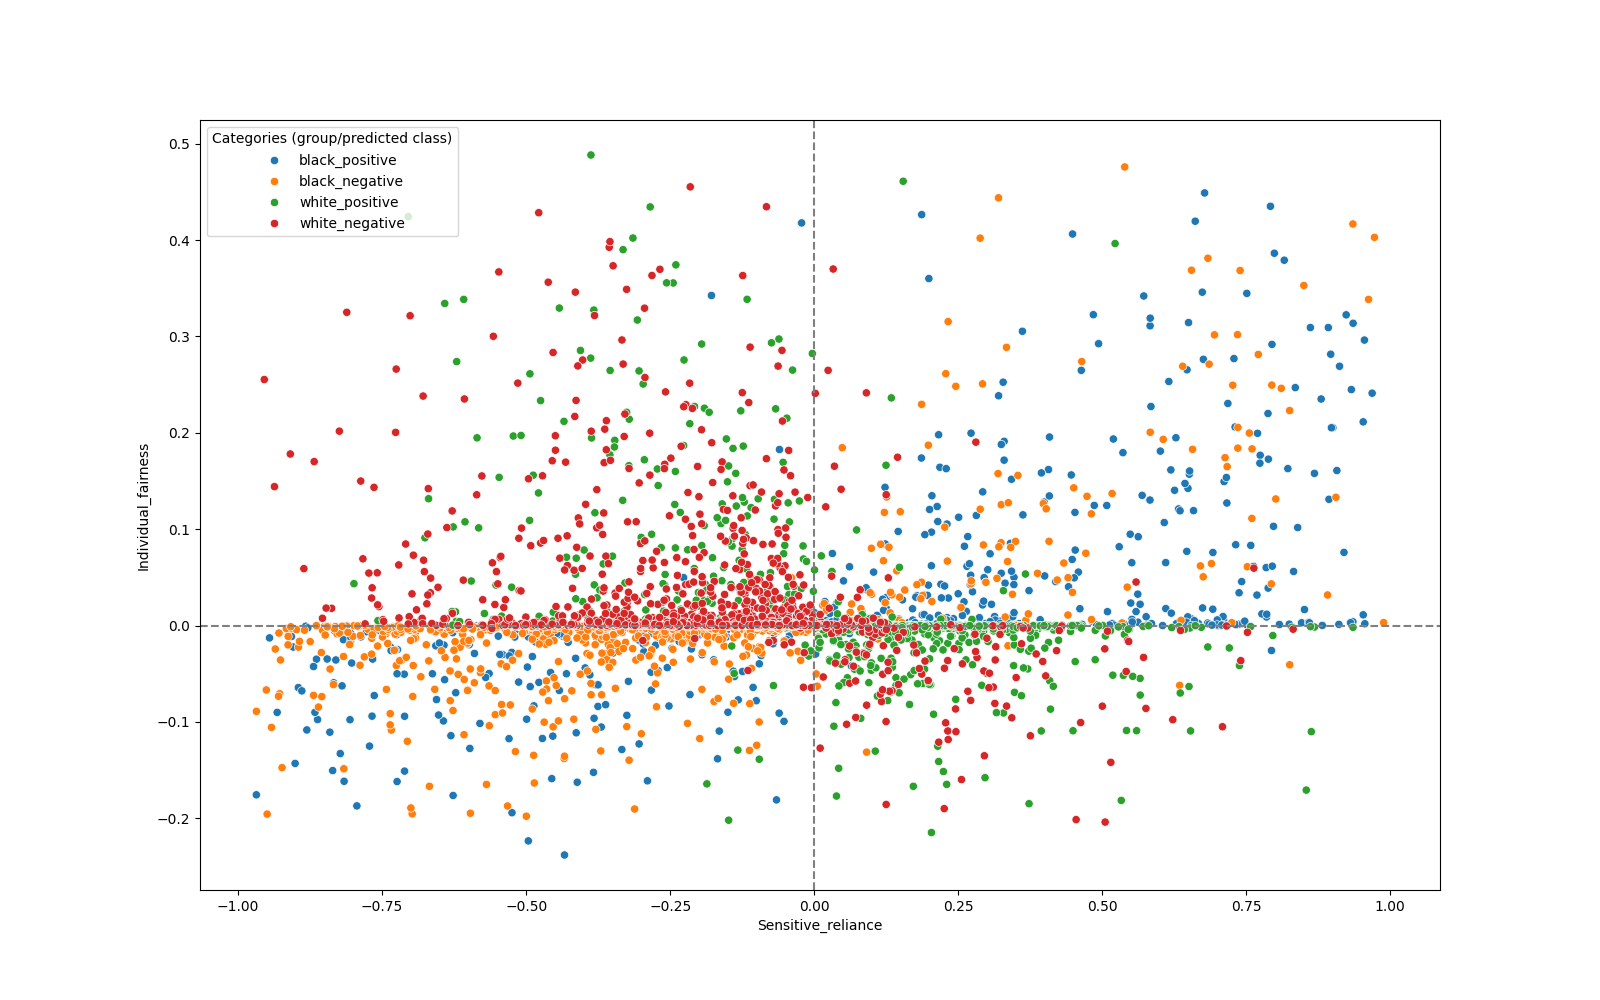 Categories (group/predicted class)
black_positive
black_negative
white_positive
white_negative
0.5
0.4
0.3
0.2
0.1
0.0
−0.1
−0.2
Individual_fairness
−1.00
−0.75
−0.50
−0.25
0.00
0.25
0.50
0.75
1.00
Sensitive_reliance